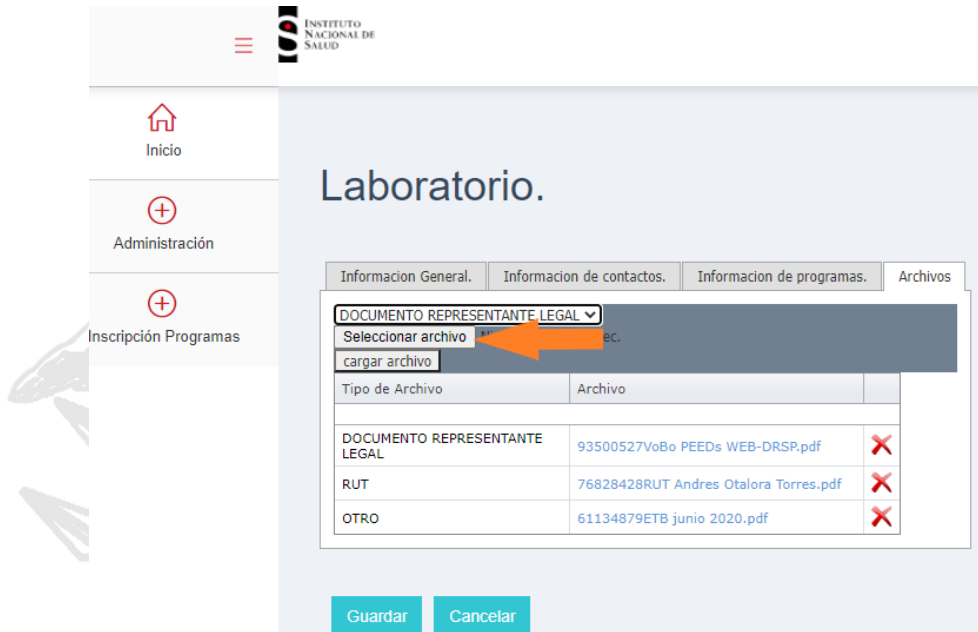 INSTITUTO
NACIONAL DE
SALUD
Inicio
Administración
Inscripción Programas
Laboratorio.
Informacion General.
Informacion de contactos.
Informacion de programas.
Archivos
DOCUMENTO REPRESENTANTE LEGAL
Seleccionar archivo
cargar archivo
Tipo de Archivo
Archivo
DOCUMENTO REPRESENTANTE
LEGAL
93500527VoBo PEEDs WEB-DRSP.pdf
RUT
76828428RUT Andres Otalora Torres.pdf
OTRO
61134879ETB junio 2020.pdf
Guardar
Cancelar